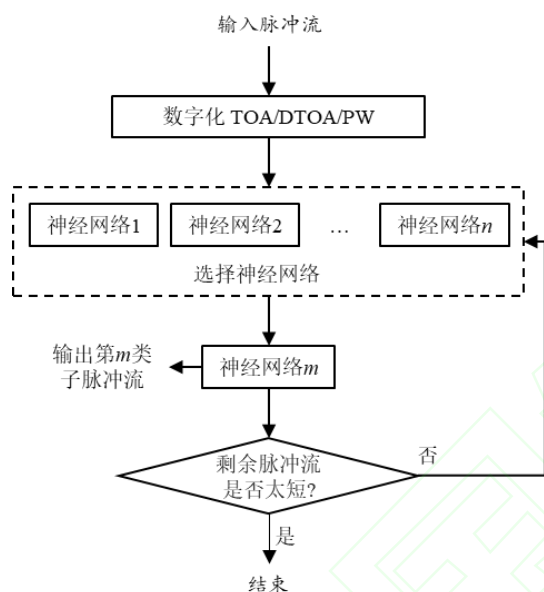 输入脉冲流
数字化 TOA/DTOA/PW
神经网络1
神经网络2
…
神经网络n
选择神经网络
输出第m类
子脉冲流
神经网络m
剩余脉冲流
是否太短?
否
是
结束